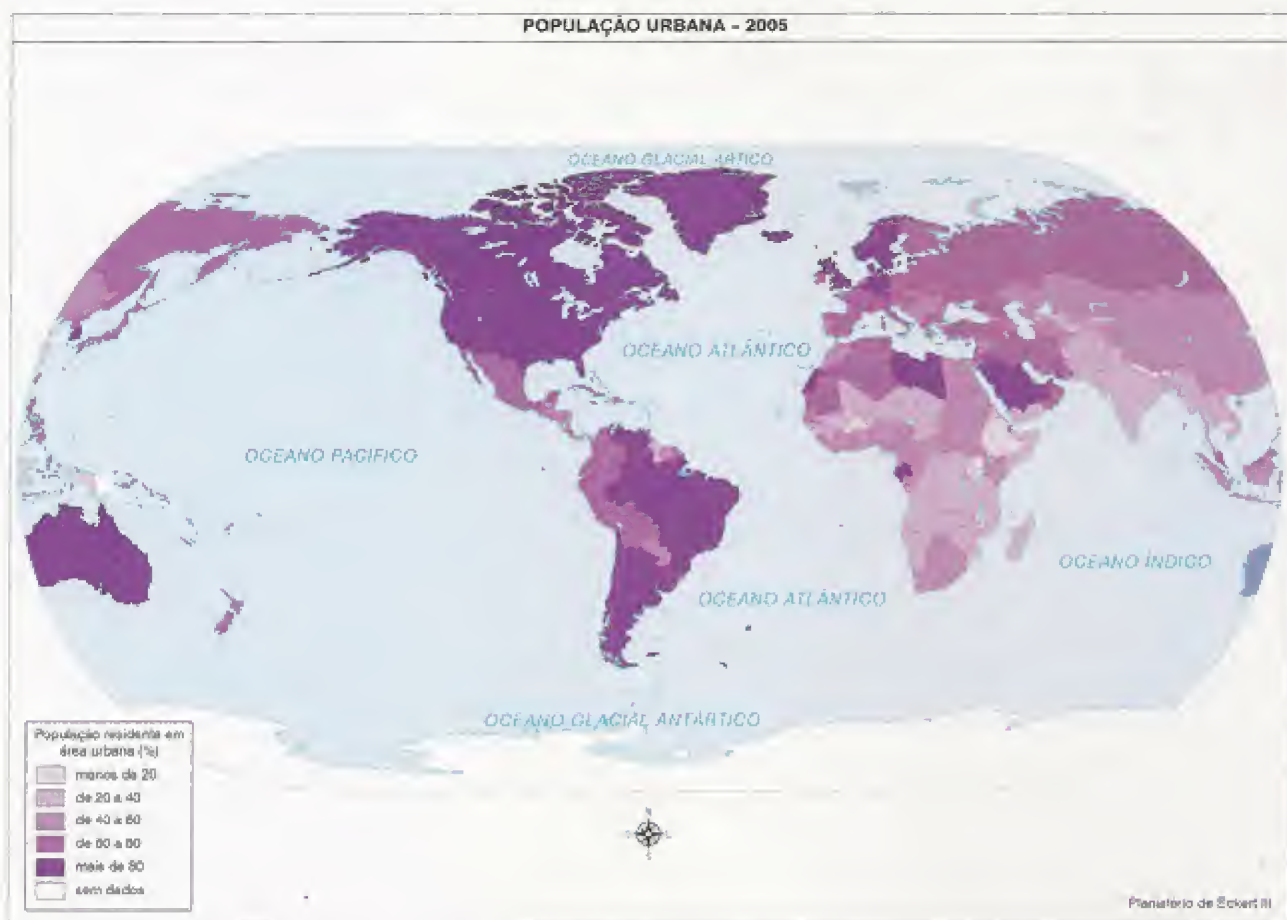 POPULAÇÃO URBANA – 2005
OCEANO GLACIAL ÁRTICO
OCEANO ATLÂNTICO
OCEANO PACÍFICO
OCEANO ÍNDICO
OCEANO ATLÂNTICO
OCEANO GLACIAL ANTÁRTICO
População residente em
área urbana (%)
menos de 20
de 20 a 40
de 40 a 60
de 60 a 80
mais de 80
sem dados
Planisfério de Eckert III